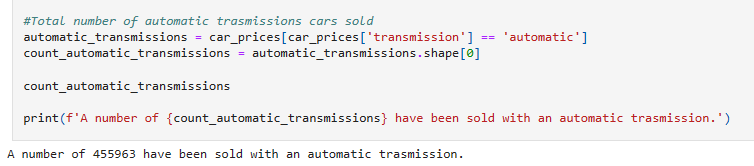 #Total number of automatic trasmissions cars sold
automatic_transmissions = car_prices[car_prices['transmission'] == 'automatic']
count_automatic_transmissions = automatic_transmissions.shape[0]
count_automatic_transmissions
print(f'A number of {count_automatic_transmissions} have been sold with an automatic trasmission.')
A number of 455963 have been sold with an automatic trasmission.